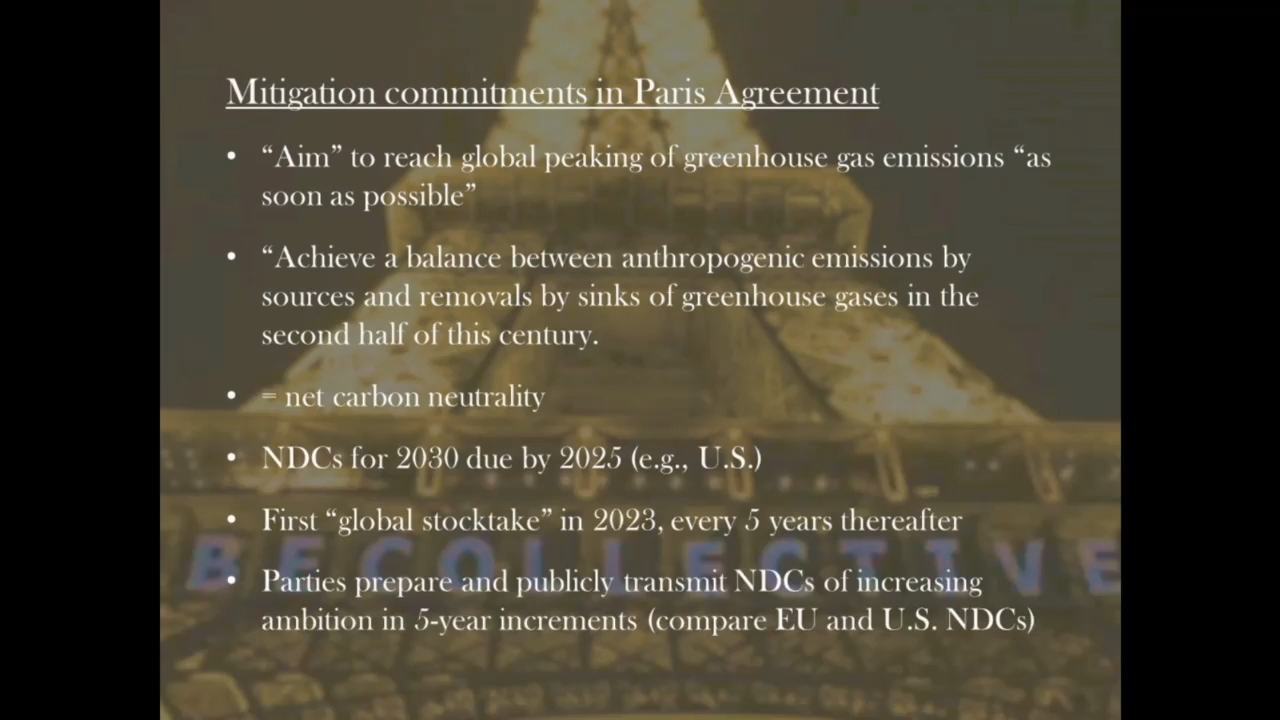 Mitigation commitments in Paris Agreement
• “Aim” to reach global peaking of greenhouse gas emissions “as
soon as possible”
• “Achieve a balance between anthropogenic emissions by
sources and removals by sinks of greenhouse gases in the
second half of this century.
• = net carbon neutrality
• NDCs for 2030 due by 2025 (e.g., U.S.)
• First “global stocktake” in 2023, every 5 years thereafter
BECOLLECTIVE
• Parties prepare and publicly transmit NDCs of increasing
ambition in 5-year increments (compare EU and U.S. NDCs)